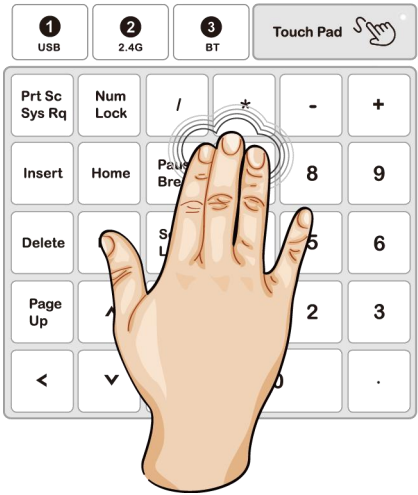 1 2 3 Touch Pad
USB 2.4G BT
Prt Sc Num / * - +
Sys Rq Lock
Insert Home 8 9
Delete 5 6
Page 2 3
Up
< .